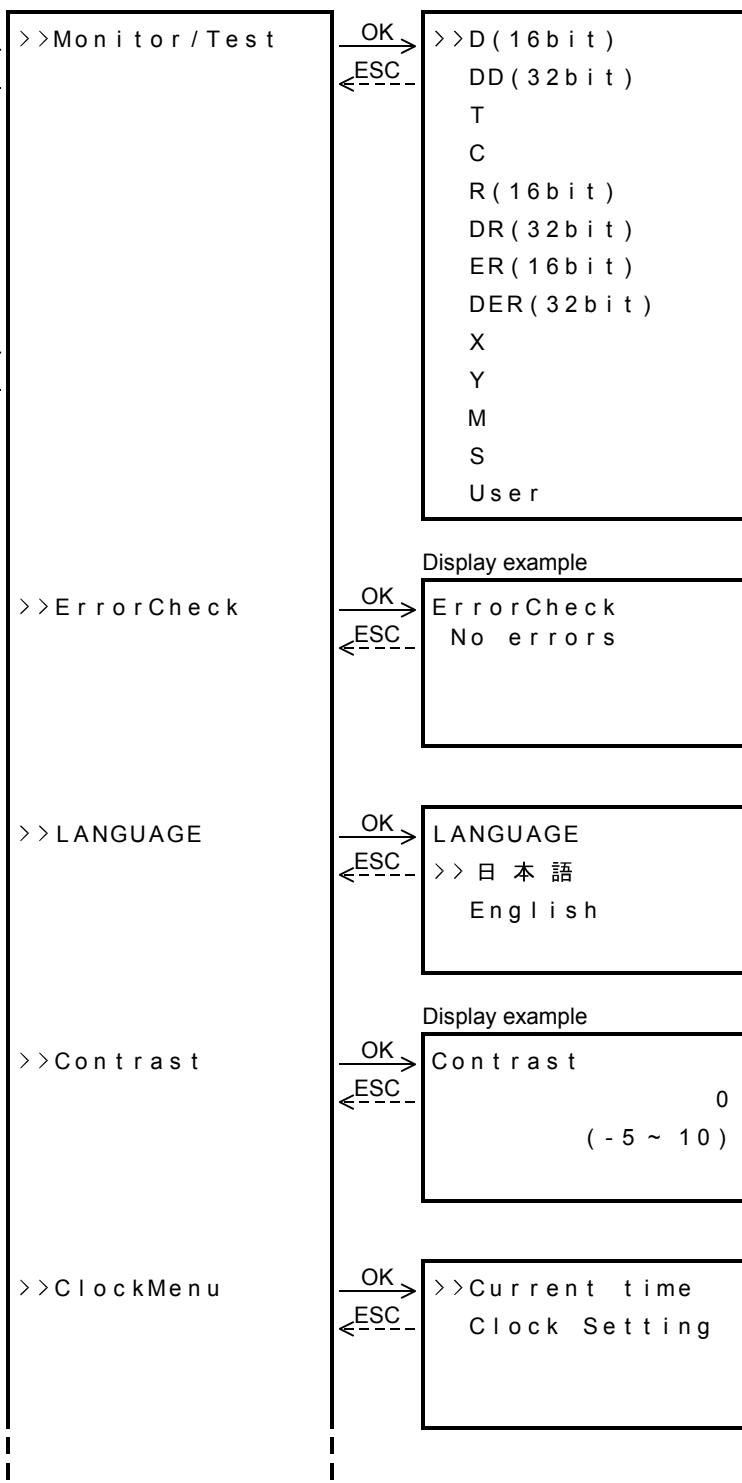 >>Monitor/Test
OK
ESC
>>D(16bit)
DD(32bit)
T
C
R(16bit)
DR(32bit)
ER(16bit)
DER(32bit)
X
Y
M
S
User
Display example
>>ErrorCheck
OK
ESC
ErrorCheck
No errors
>>LANGUAGE
OK
ESC
LANGUAGE
>>日本語
English
Display example
>>Contrast
OK
ESC
Contrast
0
(-5~10)
>>ClockMenu
OK
ESC
>>Current time
Clock Setting